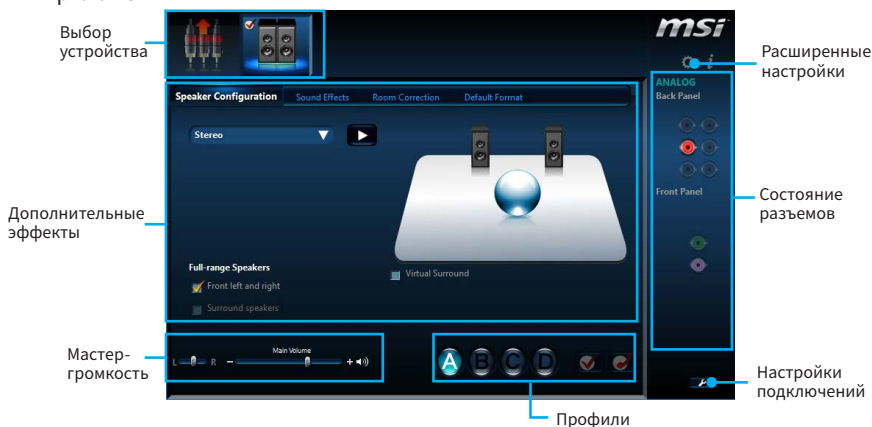 Выбор
устройства
msi
i
Расширенные
настройки
ANALOG
Back Panel
Speaker Configuration Sound Effects Room Correction Default Format
Stereo
Front Panel
Состояние
разъемов
Дополнительные
эффекты
Full-range Speakers
Virtual Surround
Front left and right
Surround speakers
Мастер-
громкость
Main Volume
L R - +
A B C D
Настройки
подключений
Профили